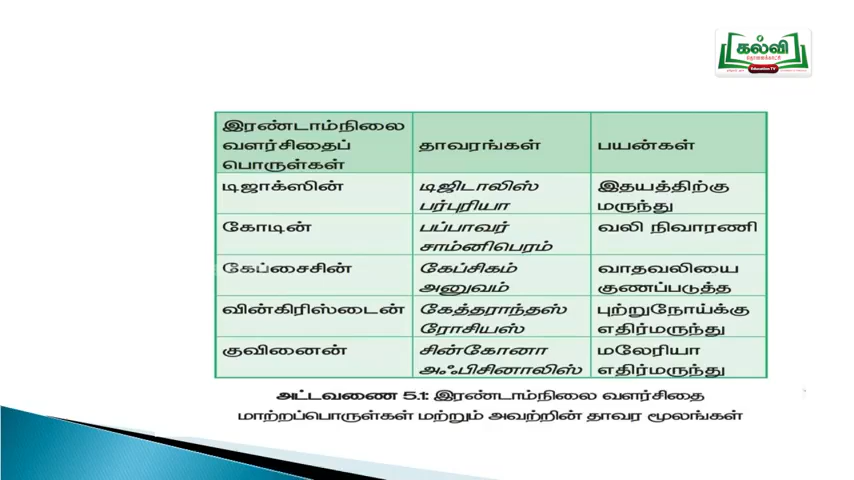 கல்வி
தொலைக்காட்சி
Education TV
இரண்டாம்நிலை
வளர்சிதைப்
பொருள்கள்
தாவரங்கள்
பயன்கள்
டிஜாக்ஸின்
டிஜிடாலிஸ்
பர்புரியா
இதயத்திற்கு
மருந்து
கோடின்
பப்பாவர்
சாம்னிபெரம்
வலி நிவாரணி
கேப்சைசின்
கேப்சிகம்
அனுவம்
வாதவலியை
குணப்படுத்த
வின்கிரிஸ்டைன்
கேத்தராந்தஸ்
ரோசியஸ்
புற்றுநோய்க்கு
எதிர்மருந்து
குவினைன்
சின்கோனா
அஃபிசினாலிஸ்
மலேரியா
எதிர்மருந்து
அட்டவணை 5.1: இரண்டாம்நிலை வளர்சிதை
மாற்றப்பொருள்கள் மற்றும் அவற்றின் தாவர மூலங்கள்